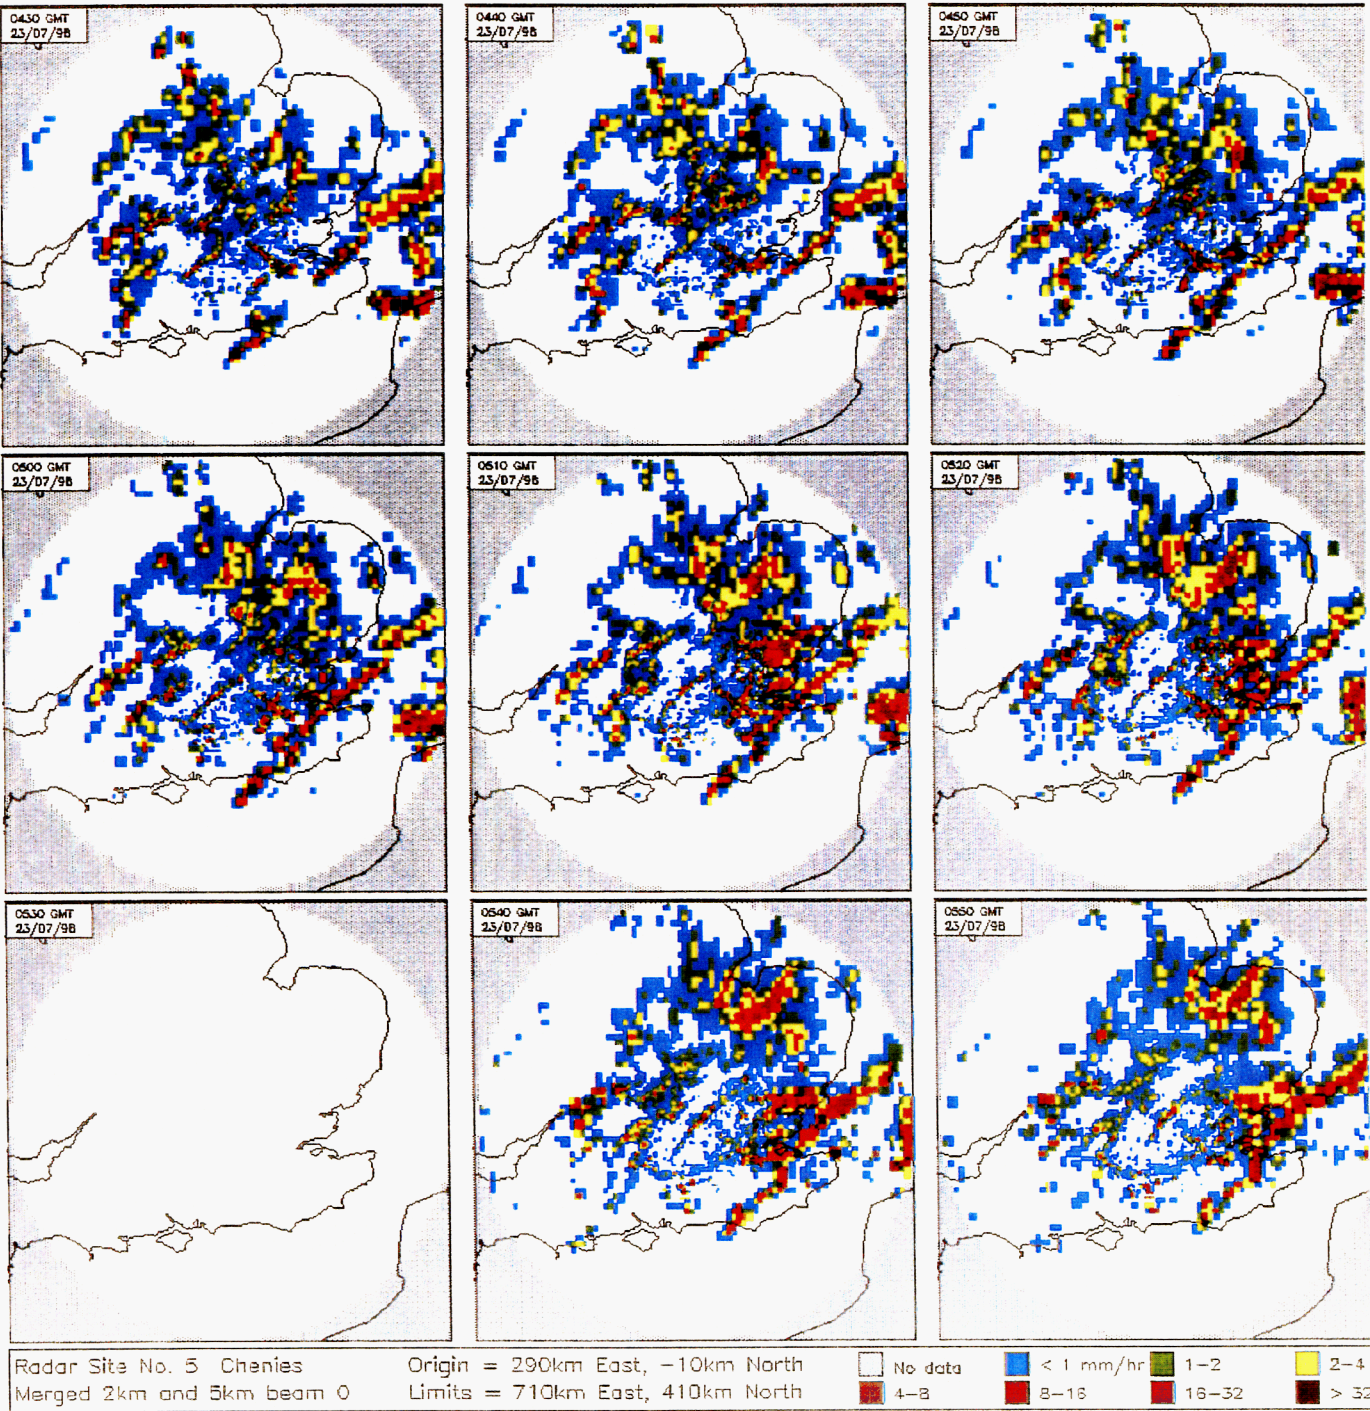 0430 GMT
23/07/98
0440 GMT
23/07/98
0450 GMT
23/07/98
0500 GMT
23/07/98
0510 GMT
23/07/98
0520 GMT
23/07/98
0530 GMT
23/07/98
0540 GMT
23/07/98
0550 GMT
23/07/98
Radar Site No. 5 Chenies
Merged 2km and 5km beam 0
Origin = 290km East, -10km North
Limits = 710km East, 410km North
No data
< 1 mm/hr
1-2
2-4
4-8
8-16
16-32
> 32